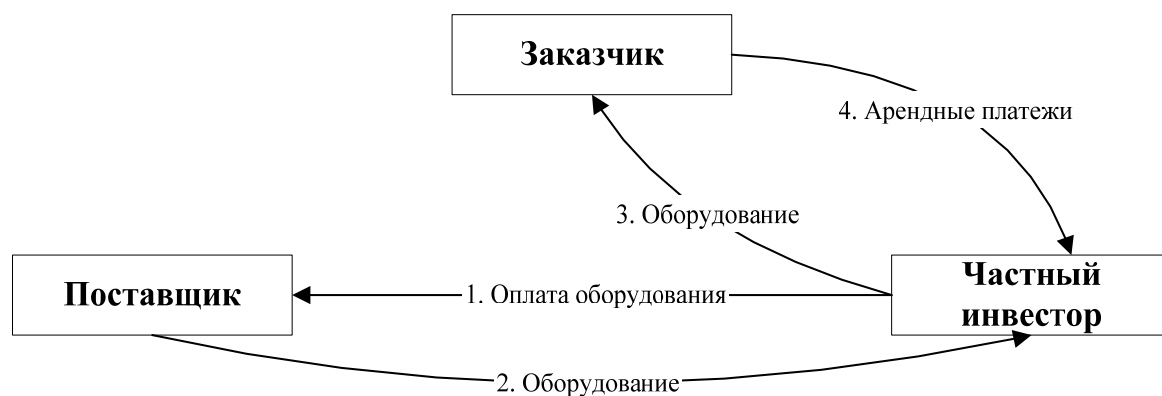 Заказчик
4. Арендные платежи
3. Оборудование
Поставщик
1. Оплата оборудования
Частный
инвестор
2. Оборудование